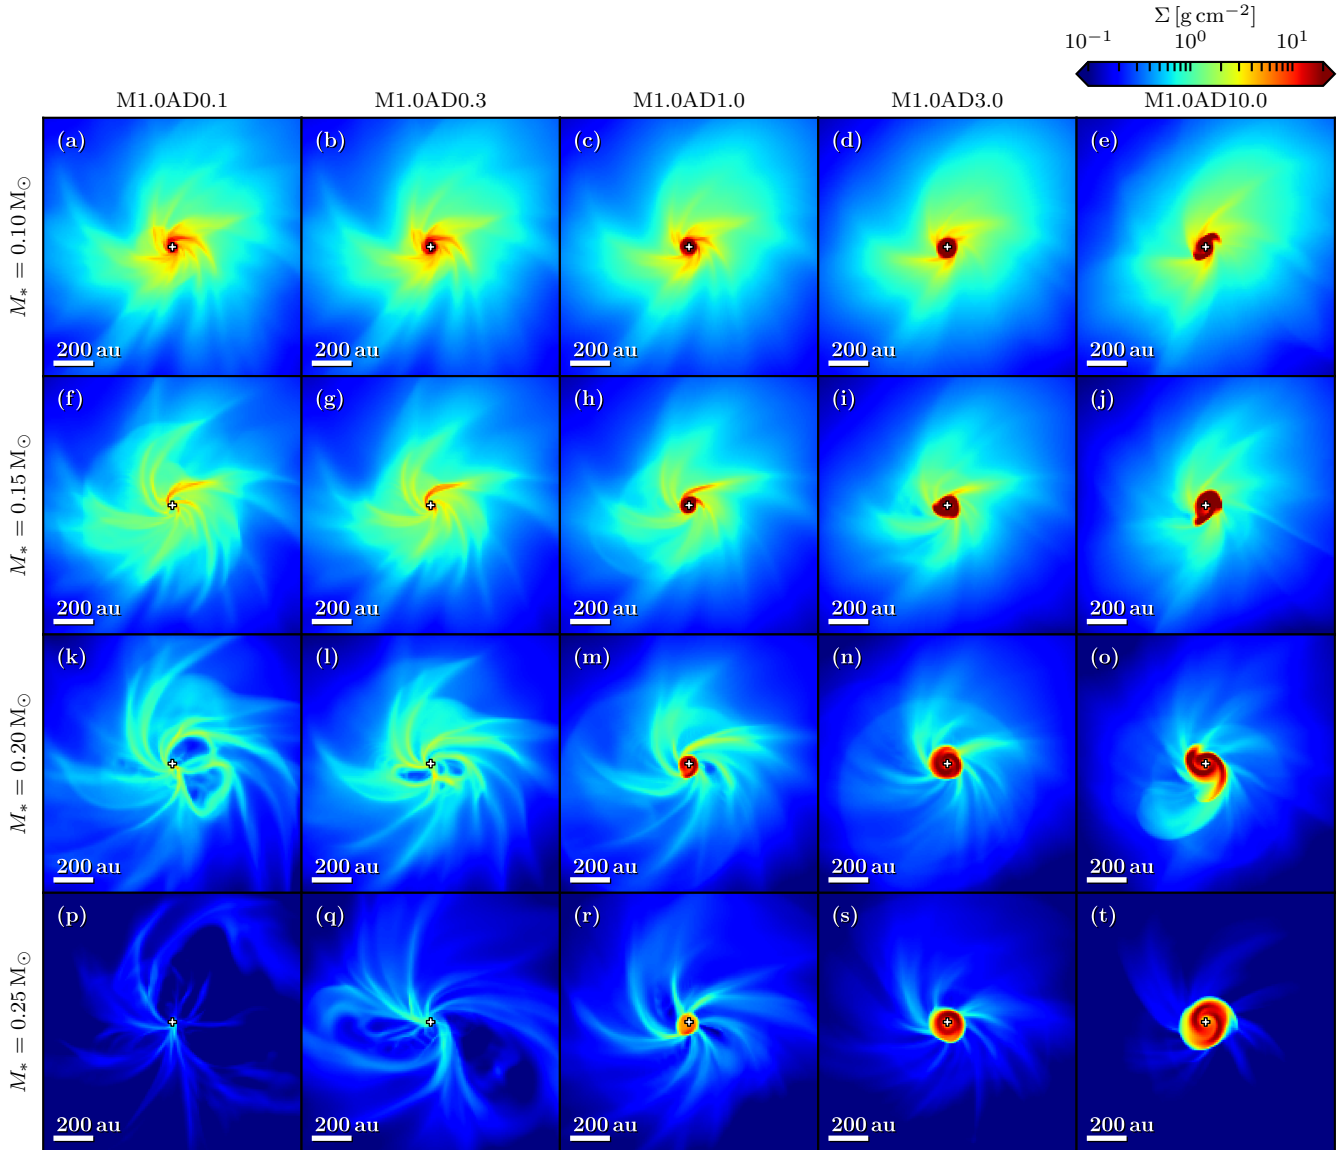 Σ [g cm⁻²]
10⁻¹ 10⁰ 10¹
M1.0AD0.1 M1.0AD0.3 M1.0AD1.0 M1.0AD3.0 M1.0AD10.0
M* = 0.10 M⊙
(a) (b) (c) (d) (e)
200 au 200 au 200 au 200 au 200 au
M* = 0.15 M⊙
(f) (g) (h) (i) (j)
200 au 200 au 200 au 200 au 200 au
M* = 0.20 M⊙
(k) (l) (m) (n) (o)
200 au 200 au 200 au 200 au 200 au
M* = 0.25 M⊙
(p) (q) (r) (s) (t)
200 au 200 au 200 au 200 au 200 au